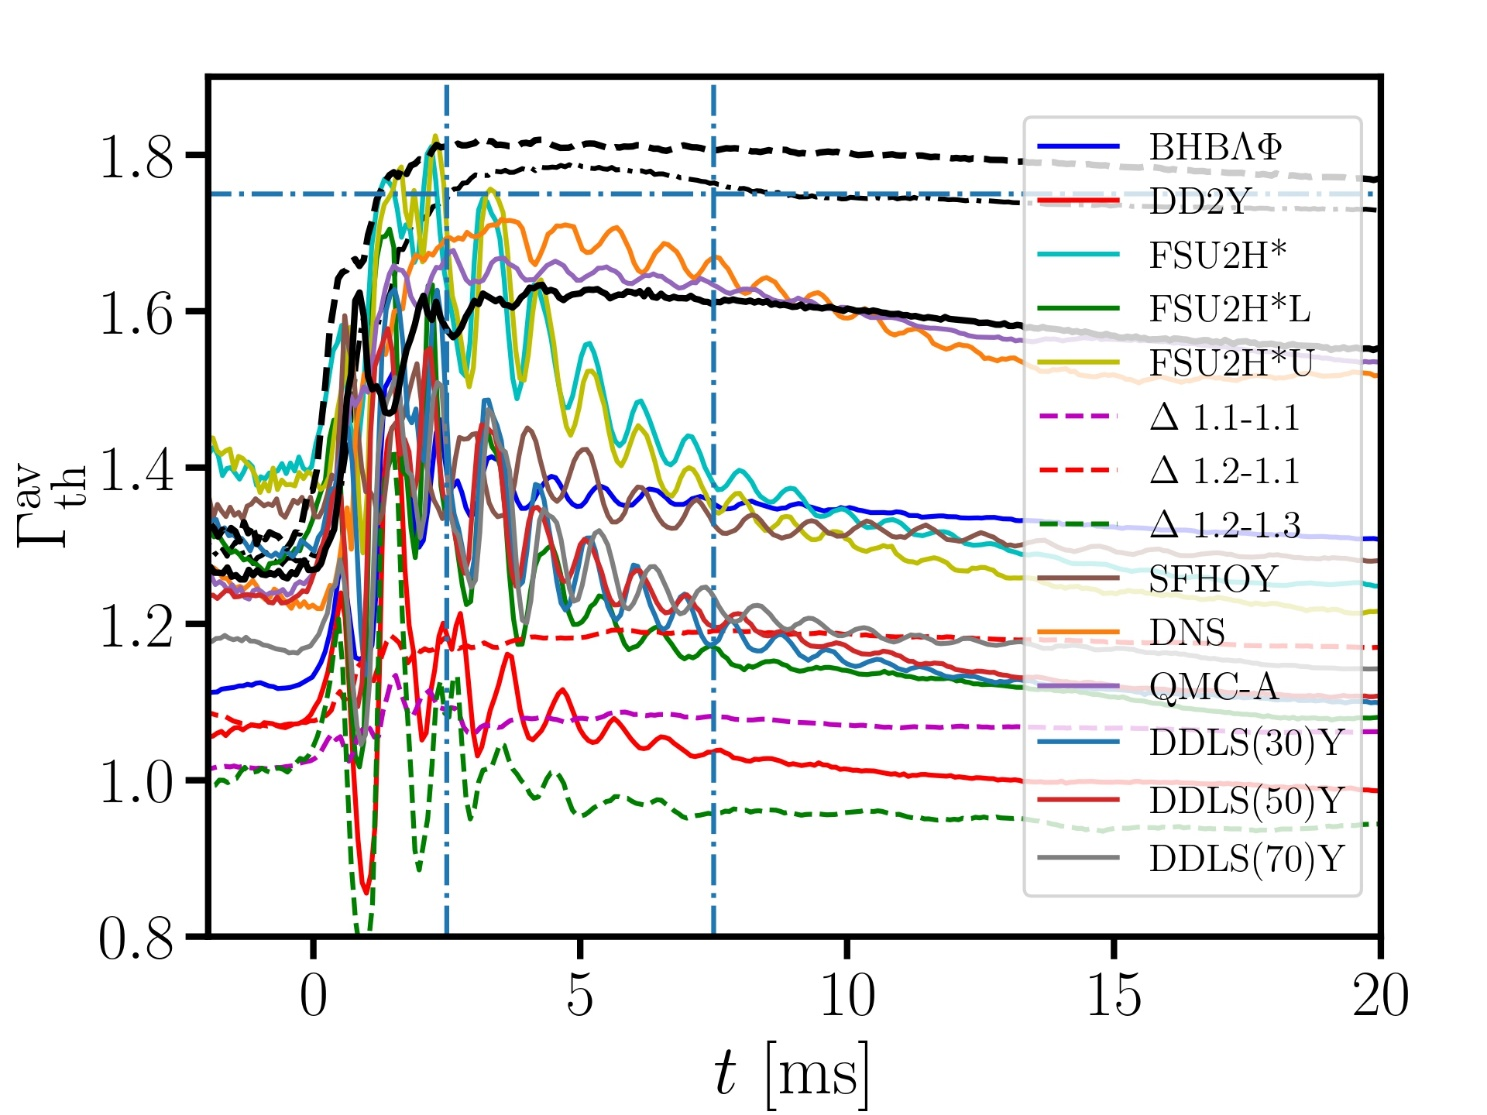 Γ^av_th
1.8
1.6
1.4
1.2
1.0
0.8
0
5
10
15
20
t [ms]
BHBΛΦ
DD2Y
FSU2H*
FSU2H*L
FSU2H*U
Δ 1.1-1.1
Δ 1.2-1.1
Δ 1.2-1.3
SFHOY
DNS
QMC-A
DDLS(30)Y
DDLS(50)Y
DDLS(70)Y